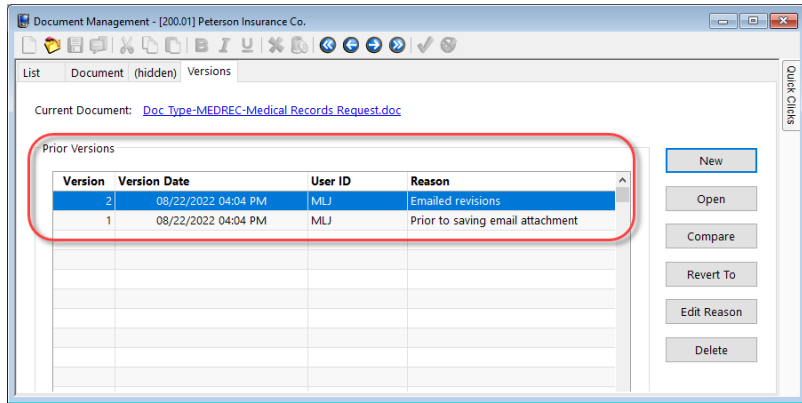 Document Management - [200.01] Peterson Insurance Co.
B I U
List Document (hidden) Versions
Quick Clicks
Current Document: Doc Type-MEDREC-Medical Records Request.doc
Prior Versions
New
Version Version Date User ID Reason
2 08/22/2022 04:04 PM MLJ Emailed revisions
Open
1 08/22/2022 04:04 PM MLJ Prior to saving email attachment
Compare
Revert To
Edit Reason
Delete